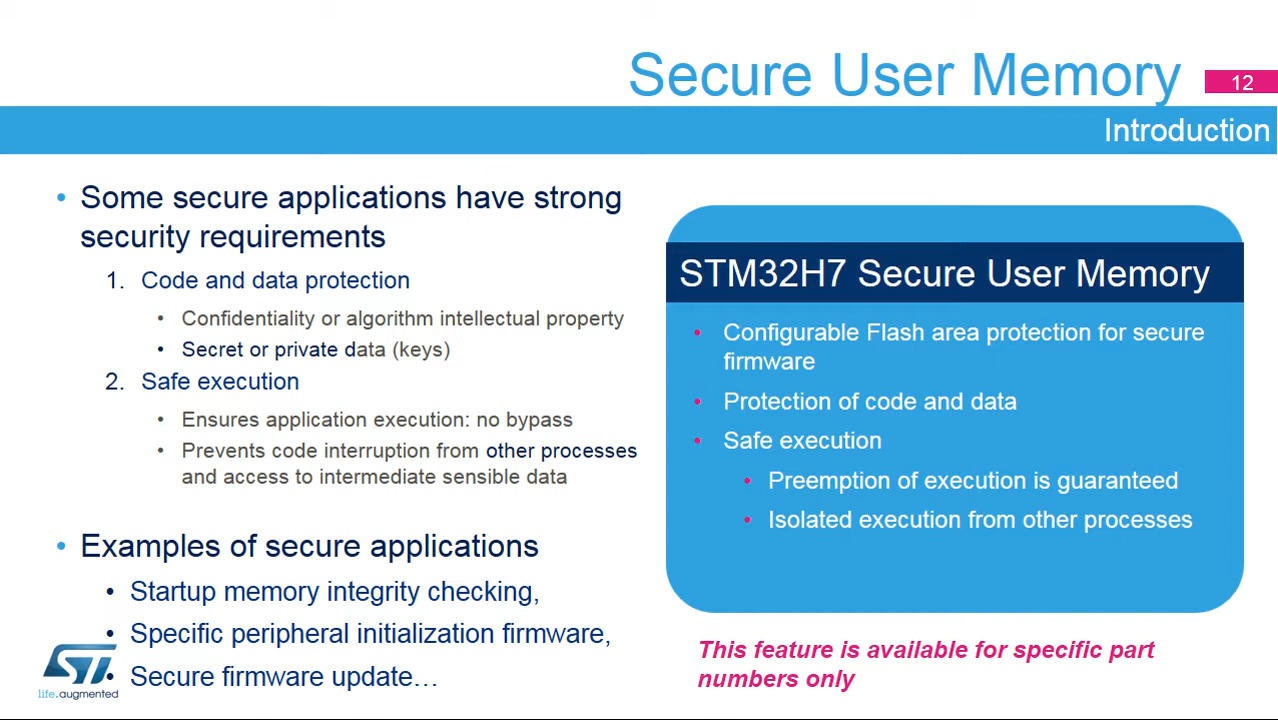 Secure User Memory
12
Introduction
• Some secure applications have strong
security requirements
1. Code and data protection
• Confidentiality or algorithm intellectual property
• Secret or private data (keys)
2. Safe execution
• Ensures application execution: no bypass
• Prevents code interruption from other processes
and access to intermediate sensible data
• Examples of secure applications
• Startup memory integrity checking,
• Specific peripheral initialization firmware,
• Secure firmware update…
ST
life.augmented
STM32H7 Secure User Memory
• Configurable Flash area protection for secure
firmware
• Protection of code and data
• Safe execution
• Preemption of execution is guaranteed
• Isolated execution from other processes
This feature is available for specific part
numbers only